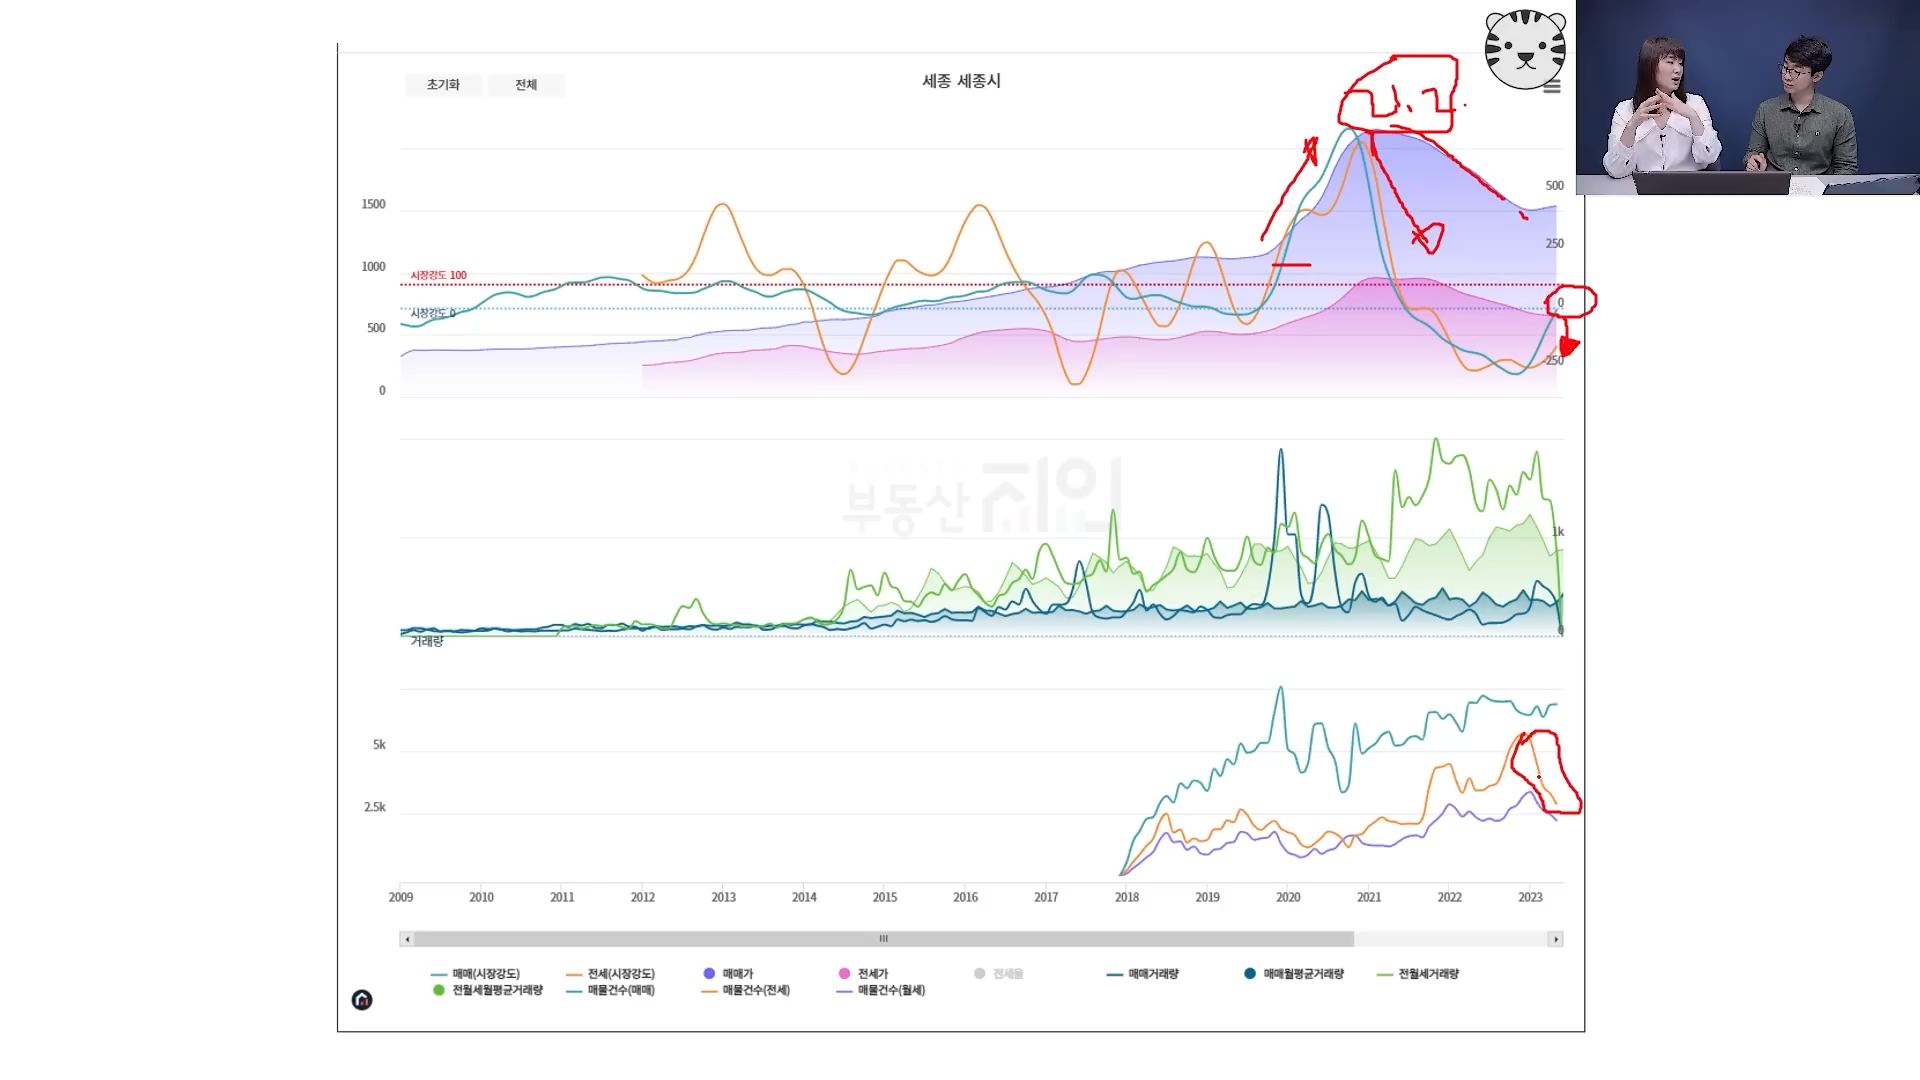 초기화 전체
세종 세종시
21.2
500
1500
250
1000
시장강도 100
0
시장강도 0
500
-250
0
부동산 지인
1k
0
거래량
5k
2.5k
2009 2010 2011 2012 2013 2014 2015 2016 2017 2018 2019 2020 2021 2022 2023
매매(시장강도) 전세(시장강도) 매매가 전세가 전세율 매매거래량 매매월평균거래량 전월세거래량
전월세월평균거래량 매물건수(매매) 매물건수(전세) 매물건수(월세)